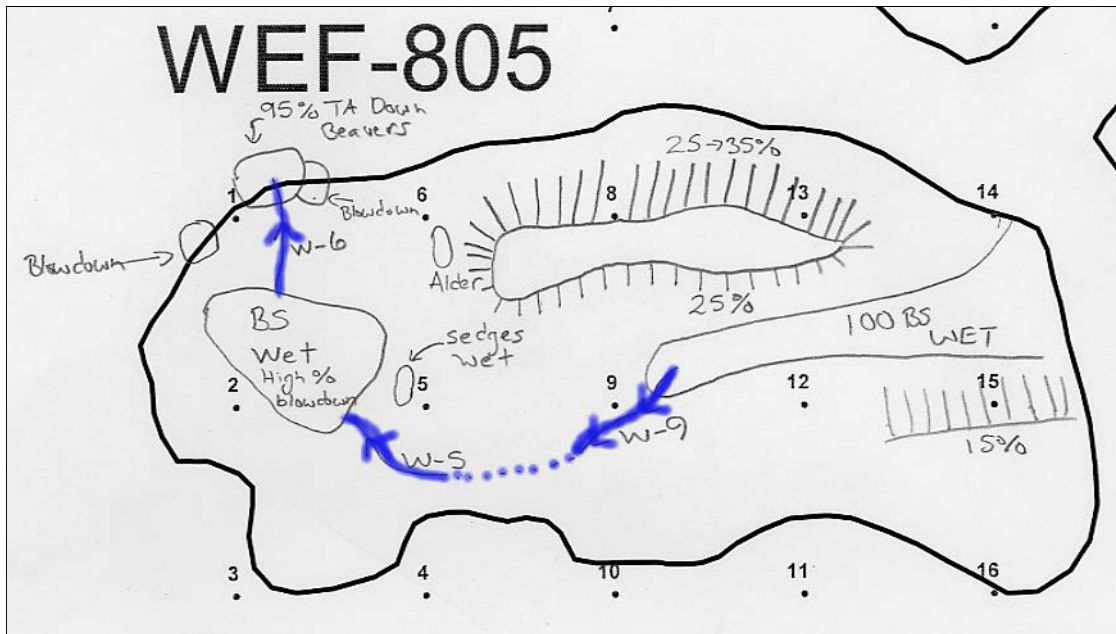 WEF-805
95% TA Down
Beavers
25→35%
1
6
8
13
14
Blowdown
W-6
Blowdown
Alder
25%
BS
Wet
High %
blowdown
sedges
wet
100 BS
WET
2
5
9
12
15
W-5
W-9
15%
3
4
10
11
16